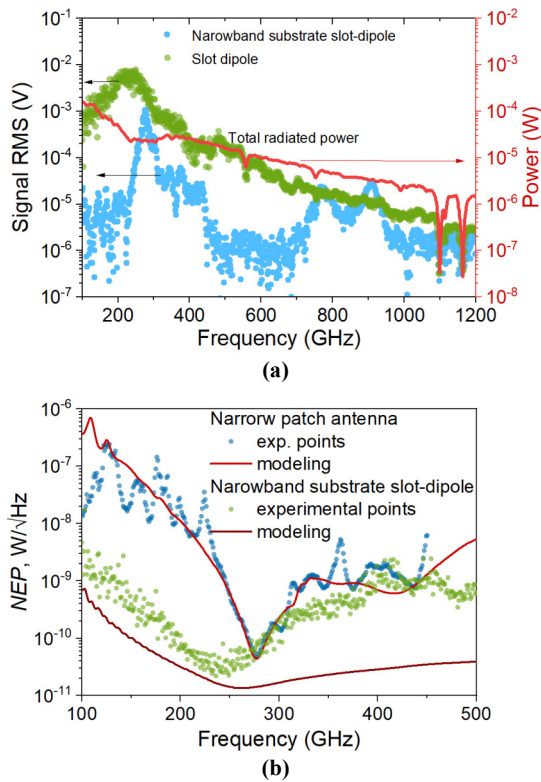 10⁻¹
10⁻²
10⁻³
10⁻⁴
10⁻⁵
10⁻⁶
10⁻⁷
Signal RMS (V)
Narowband substrate slot-dipole
Slot dipole
Total radiated power
10⁻²
10⁻³
10⁻⁴
10⁻⁵
10⁻⁶
10⁻⁷
10⁻⁸
Power (W)
200 400 600 800 1000 1200
Frequency (GHz)
(a)
10⁻⁶
10⁻⁷
10⁻⁸
10⁻⁹
10⁻¹⁰
10⁻¹¹
NEP, W/√Hz
Narrorw patch antenna
exp. points
modeling
Narowband substrate slot-dipole
experimental points
modeling
100 200 300 400 500
Frequency (GHz)
(b)